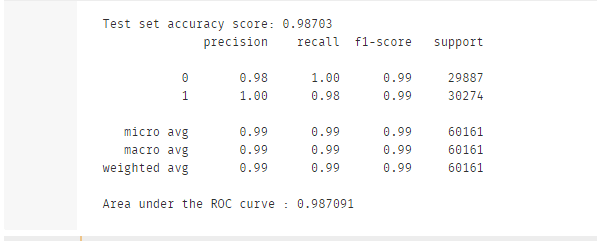 Test set accuracy score: 0.98703
precision recall f1-score support
0 0.98 1.00 0.99 29887
1 1.00 0.98 0.99 30274
micro avg 0.99 0.99 0.99 60161
macro avg 0.99 0.99 0.99 60161
weighted avg 0.99 0.99 0.99 60161
Area under the ROC curve : 0.987091